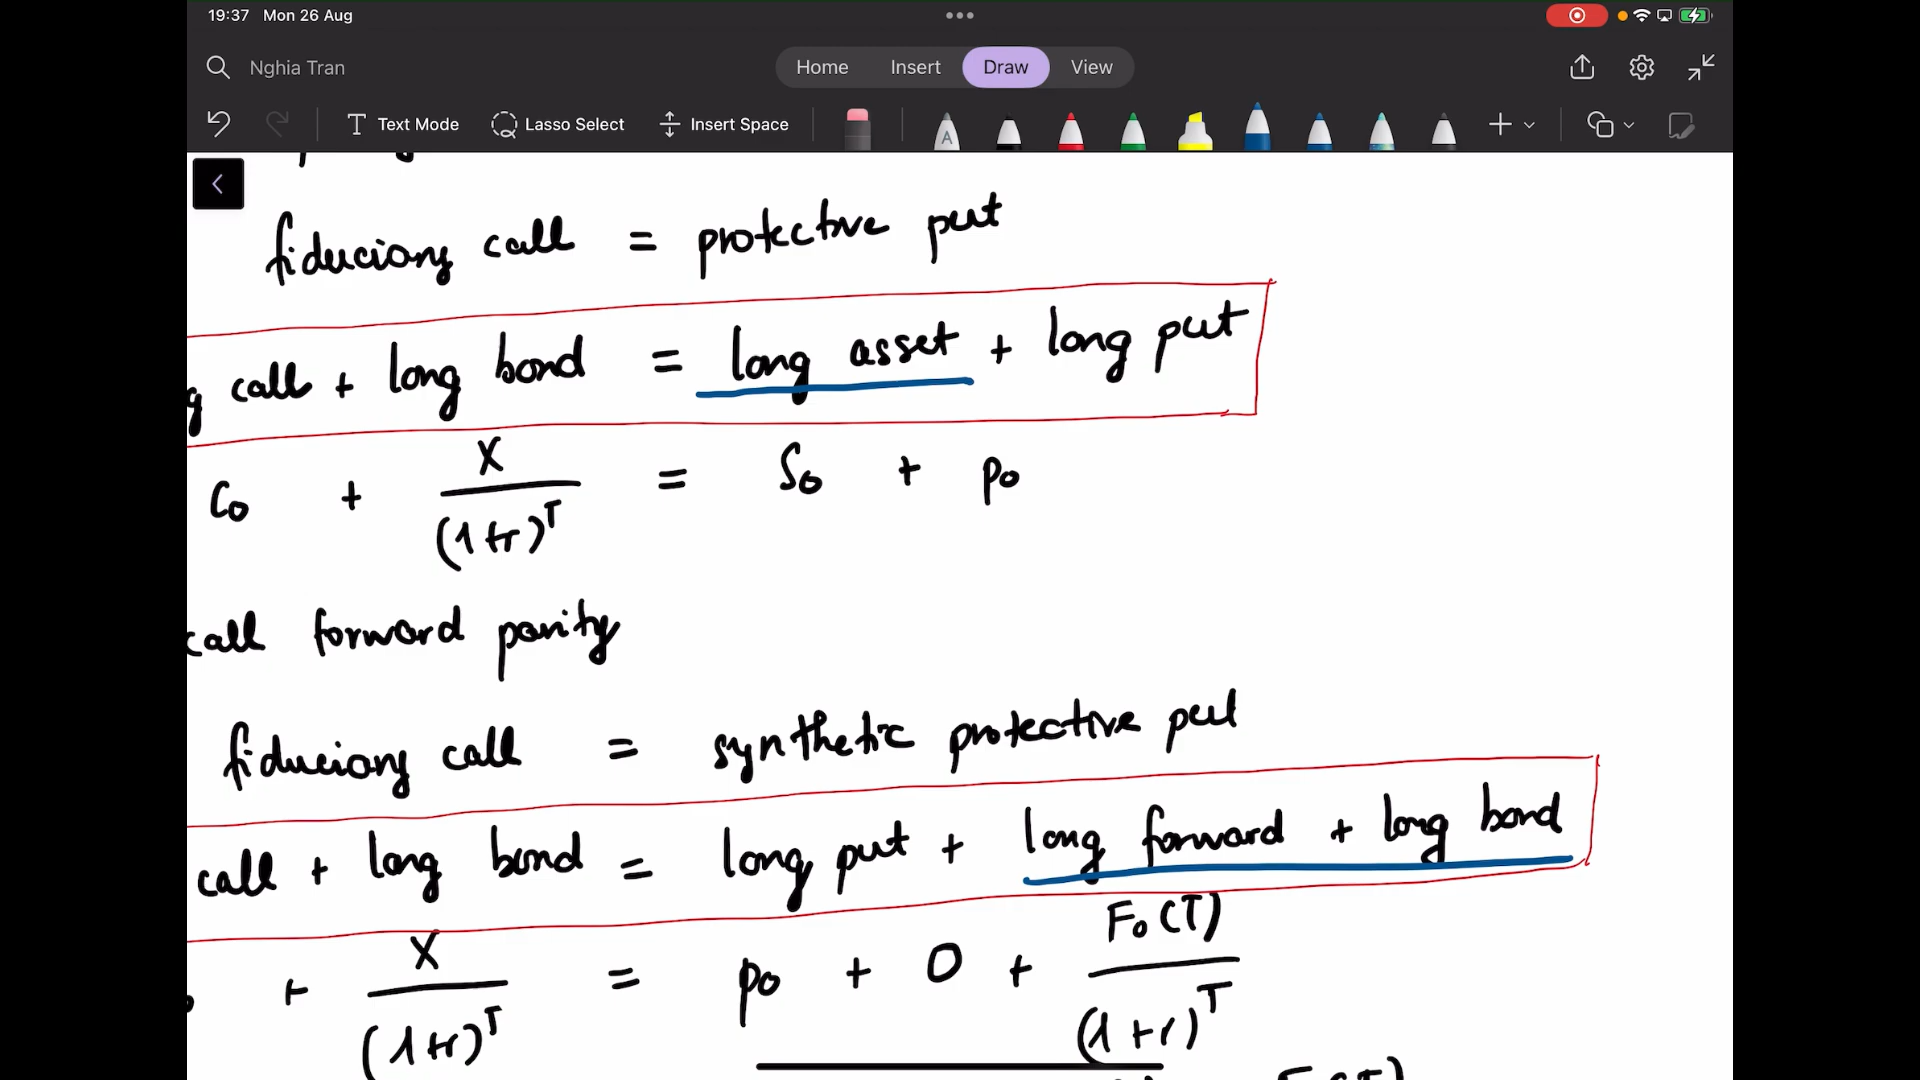 19:37 Mon 26 Aug
Nghia Tran
Home Insert Draw View
Text Mode Lasso Select Insert Space
A
fiduciary call = protective put
g call + long bond = long asset + long put
c0 + X / (1+r)^T = S0 + p0
call forward parity
fiduciary call = synthetic protective put
call + long bond = long put + long forward + long bond
+ X / (1+r)^T = p0 + 0 + F0(T) / (1+r)^T